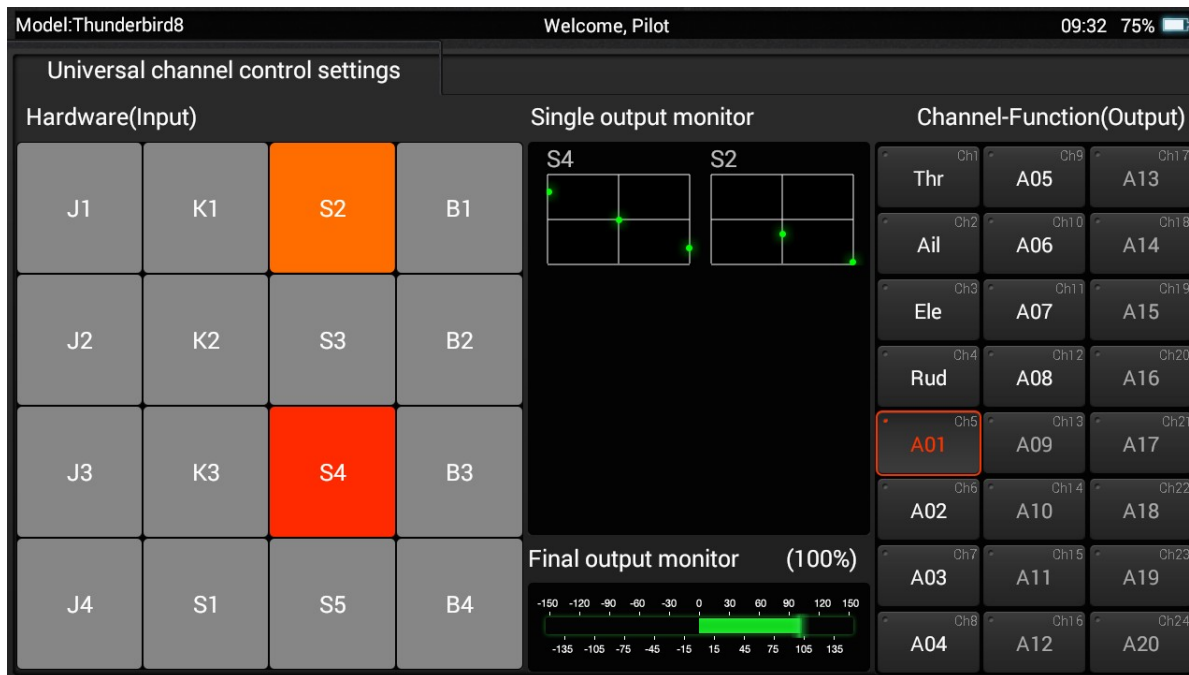 Model:Thunderbird8 Welcome, Pilot 09:32 75%
Universal channel control settings
Hardware(Input)
J1 K1 S2 B1
J2 K2 S3 B2
J3 K3 S4 B3
J4 S1 S5 B4
Single output monitor
S4 S2
Final output monitor (100%)
-150 -120 -90 -60 -30 0 30 60 90 120 150
-135 -105 -75 -45 -15 15 45 75 105 135
Channel-Function(Output)
Ch1 Ch9 Ch17
Thr A05 A13
Ch2 Ch10 Ch18
Ail A06 A14
Ch3 Ch11 Ch19
Ele A07 A15
Ch4 Ch12 Ch20
Rud A08 A16
Ch5 Ch13 Ch21
A01 A09 A17
Ch6 Ch14 Ch22
A02 A10 A18
Ch7 Ch15 Ch23
A03 A11 A19
Ch8 Ch16 Ch24
A04 A12 A20